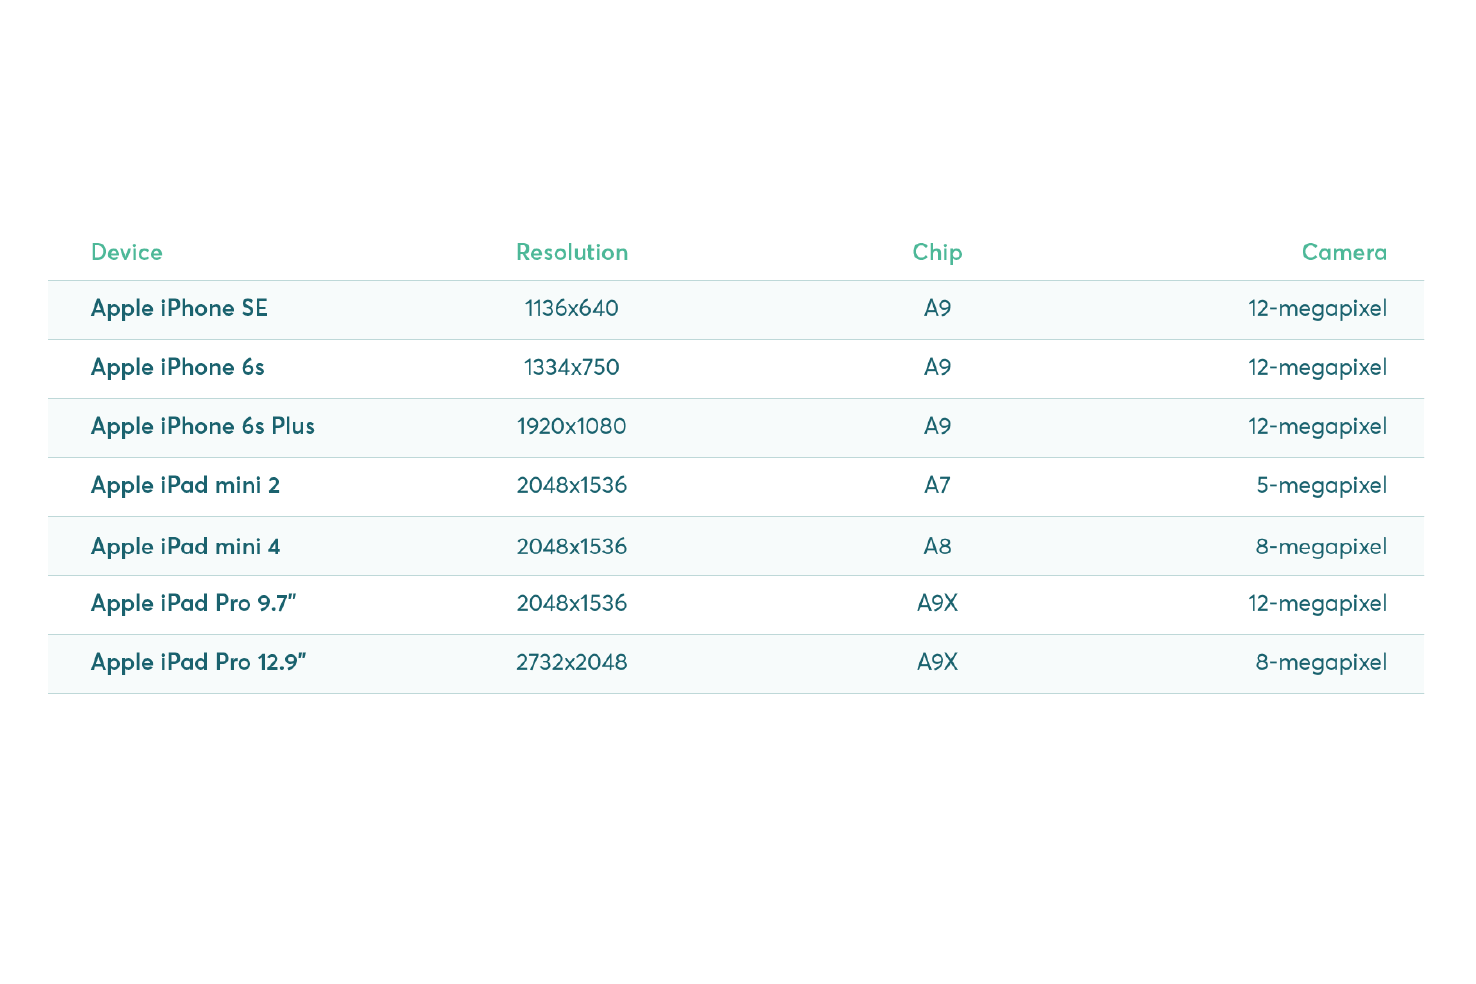 Device Resolution Chip Camera
Apple iPhone SE 1136x640 A9 12-megapixel
Apple iPhone 6s 1334x750 A9 12-megapixel
Apple iPhone 6s Plus 1920x1080 A9 12-megapixel
Apple iPad mini 2 2048x1536 A7 5-megapixel
Apple iPad mini 4 2048x1536 A8 8-megapixel
Apple iPad Pro 9.7″ 2048x1536 A9X 12-megapixel
Apple iPad Pro 12.9″ 2732x2048 A9X 8-megapixel